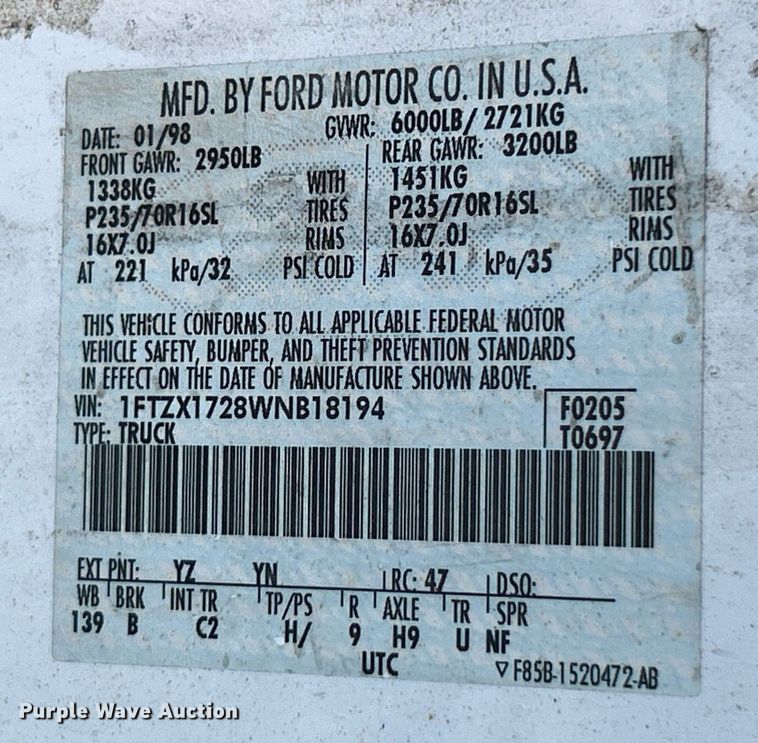 MFD. BY FORD MOTOR CO. IN U.S.A.
DATE: 01/98 GVWR: 6000LB/ 2721KG
FRONT GAWR: 2950LB REAR GAWR: 3200LB
1338KG WITH 1451KG WITH
P235/70R16SL TIRES P235/70R16SL TIRES
16X7.0J RIMS 16X7.0J RIMS
AT 221 kPa/32 PSI COLD AT 241 kPa/35 PSI COLD
THIS VEHICLE CONFORMS TO ALL APPLICABLE FEDERAL MOTOR
VEHICLE SAFETY, BUMPER, AND THEFT PREVENTION STANDARDS
IN EFFECT ON THE DATE OF MANUFACTURE SHOWN ABOVE.
VIN: 1FTZX1728WNB18194 F0205
TYPE: TRUCK T0697
EXT PNT: YZ YN RC: 47 DSO:
WB BRK INT TR TP/PS R AXLE TR SPR
139 B C2 H/ 9 H9 U NF
UTC
▽F85B-1520472-AB
Purple Wave Auction